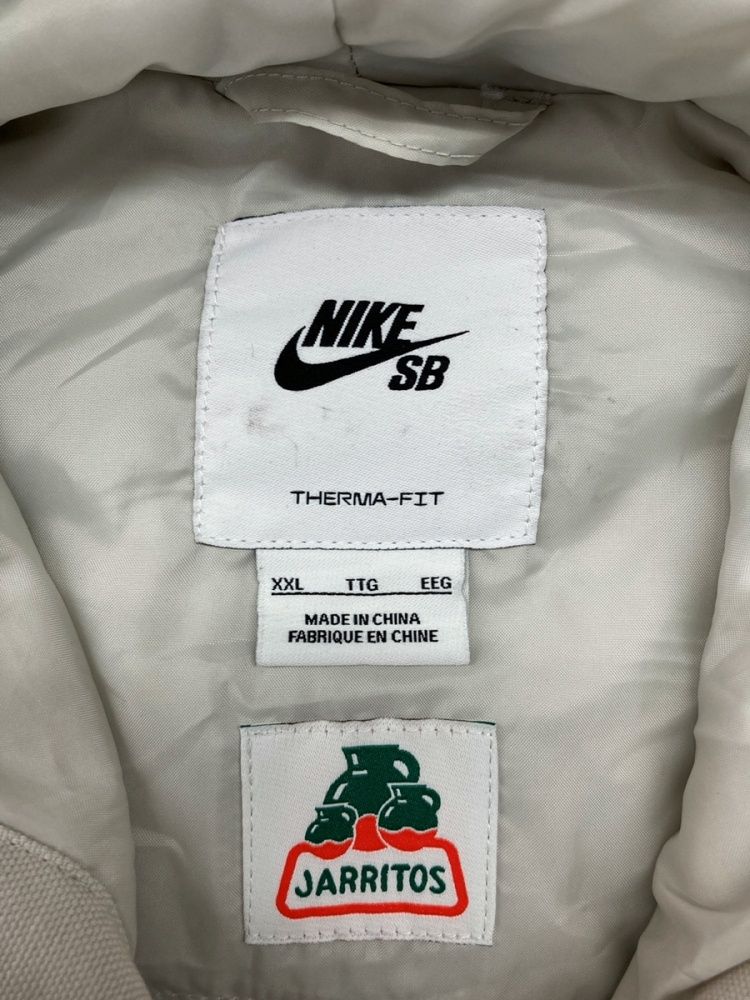 NIKE
SB
THERMA-FIT
XXL TTG EEG
MADE IN CHINA
FABRIQUE EN CHINE
JARRITOS